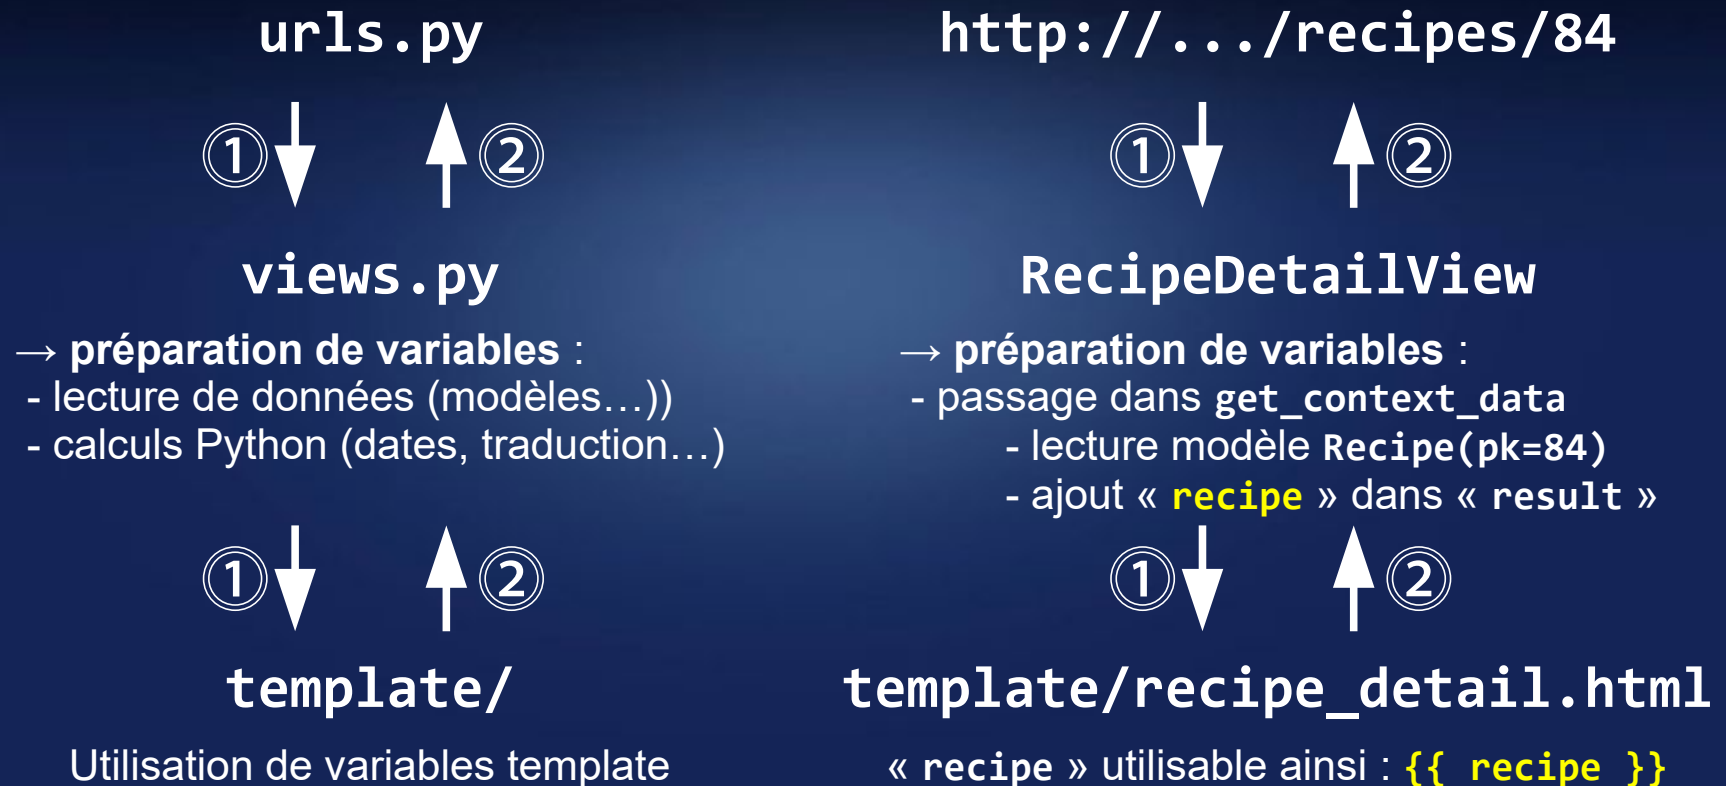 urls.py
① ②
views.py
→ préparation de variables :
- lecture de données (modèles…))
- calculs Python (dates, traduction…)
① ②
template/
Utilisation de variables template
http://.../recipes/84
① ②
RecipeDetailView
→ préparation de variables :
- passage dans get_context_data
- lecture modèle Recipe(pk=84)
- ajout « recipe » dans « result »
① ②
template/recipe_detail.html
« recipe » utilisable ainsi : {{ recipe }}